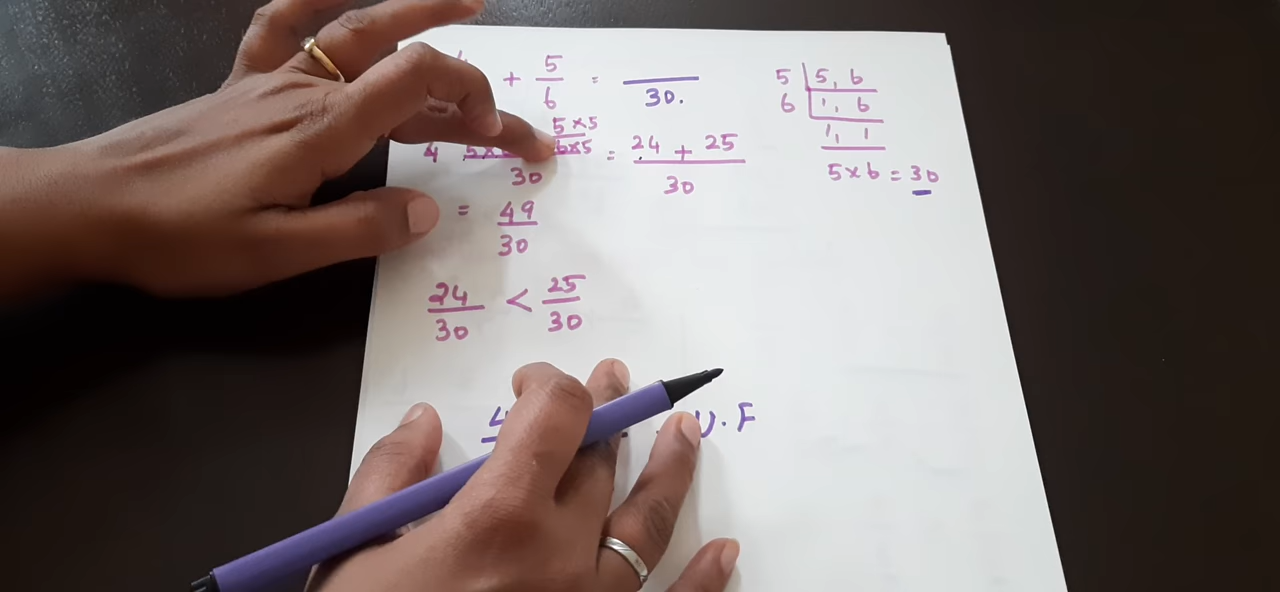 + 5/6 = /30.
5×5/6×5 = 24 + 25/30
30
= 49/30
24/30 < 25/30
U.F
5 | 5, 6
6 | 1, 6
1, 1
5×6 = 30